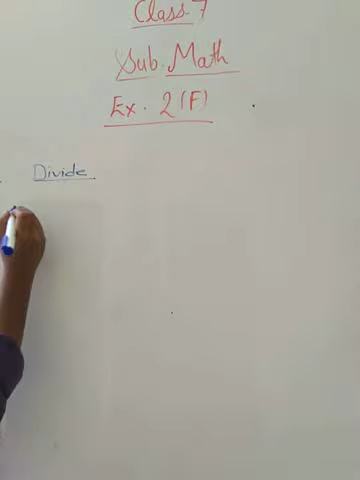 Class 7
Sub. Math
Ex. 2(F)
Divide